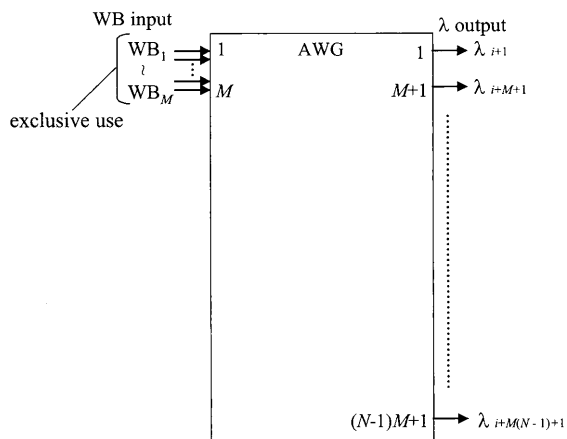 WB input
λ output
WB1 1 AWG 1 λ i+1
~
WBM M M+1 λ i+M+1
exclusive use
(N-1)M+1 λ i+M(N-1)+1